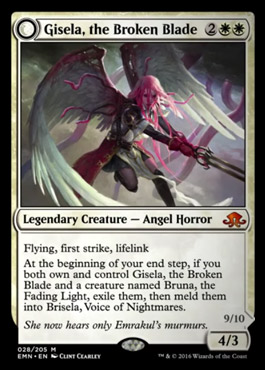 Gisela, the Broken Blade 2
Legendary Creature — Angel Horror
Flying, first strike, lifelink
At the beginning of your end step, if you
both own and control Gisela, the Broken
Blade and a creature named Bruna, the
Fading Light, exile them, then meld them
into Brisela, Voice of Nightmares.
She now hears only Emrakul's murmurs.
9/10
4/3
028/205 M
EMN • EN CLINT CEARLEY
™ & © 2016 Wizards of the Coast